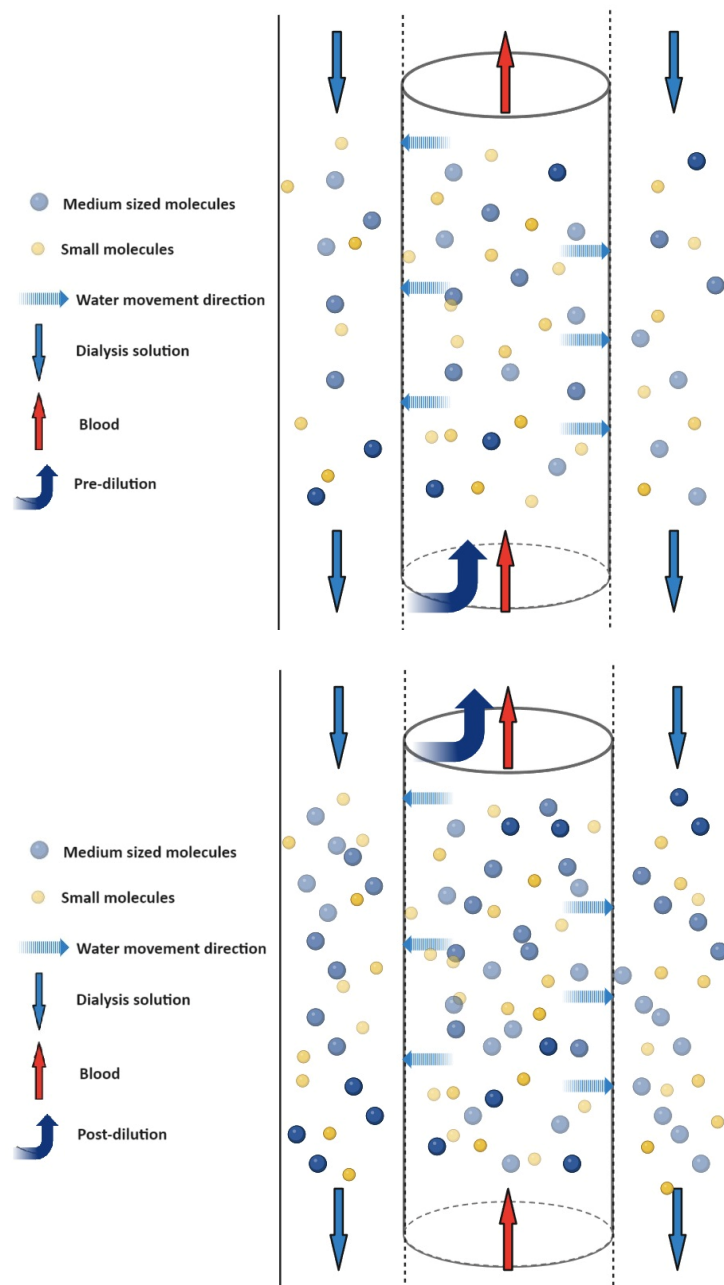 Medium sized molecules
Small molecules
Water movement direction
Dialysis solution
Blood
Pre-dilution
Medium sized molecules
Small molecules
Water movement direction
Dialysis solution
Blood
Post-dilution